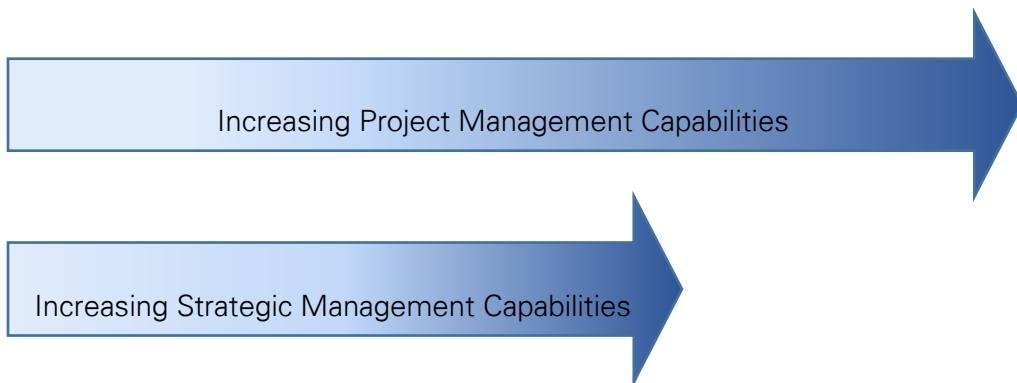 Increasing Project Management Capabilities
Increasing Strategic Management Capabilities